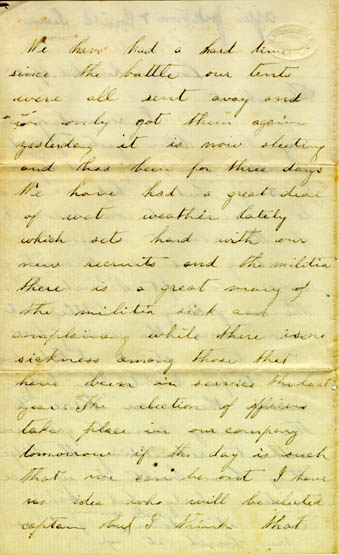 We have had a hard time
since the battle our tents
were all sent away and
we only got them again
yesterday it is now sleeting
and has been for three days
We have had a great deal
of wet weather lately
which sets hard with our
new recruits and the militia
there is a great many of
the militia sick and
complaining while there is no
sickness among those that
have been in service the last
year The election of officers
take place in our company
tomorrow if the day is such
that we can be out I have
no idea who will be elected
captain but I think that